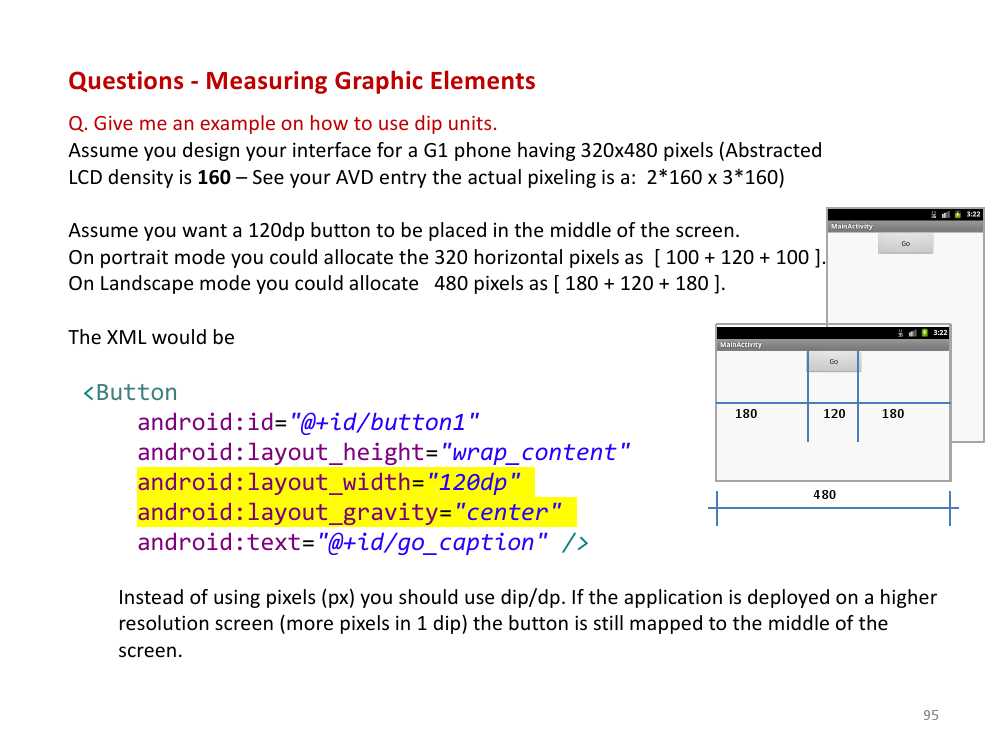 Questions - Measuring Graphic Elements
Q. Give me an example on how to use dip units.
Assume you design your interface for a G1 phone having 320x480 pixels (Abstracted
LCD density is 160 – See your AVD entry the actual pixeling is a:  2*160 x 3*160)
Assume you want a 120dp button to be placed in the middle of the screen.
On portrait mode you could allocate the 320 horizontal pixels as  [ 100 + 120 + 100 ].
On Landscape mode you could allocate   480 pixels as [ 180 + 120 + 180 ].
3:22
MainActivity
Go
The XML would be
3:22
MainActivity
Go
180 120 180
480
<Button
android:id="@+id/button1"
android:layout_height="wrap_content"
android:layout_width="120dp"
android:layout_gravity="center"
android:text="@+id/go_caption" />
Instead of using pixels (px) you should use dip/dp. If the application is deployed on a higher
resolution screen (more pixels in 1 dip) the button is still mapped to the middle of the
screen.
95